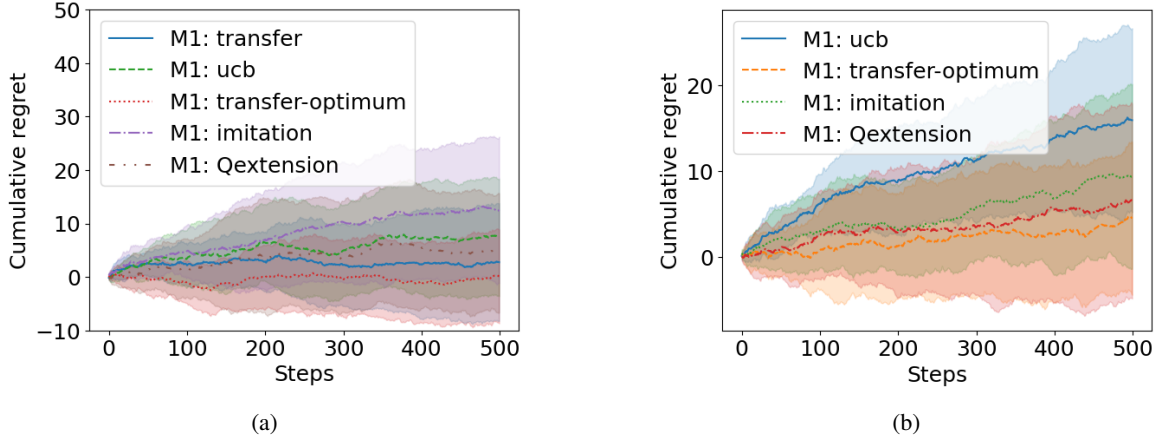 50
40
30
20
10
0
−10
Cumulative regret
M1: transfer
M1: ucb
M1: transfer-optimum
M1: imitation
M1: Qextension
0 100 200 300 400 500
Steps
(a)
20
10
0
Cumulative regret
M1: ucb
M1: transfer-optimum
M1: imitation
M1: Qextension
0 100 200 300 400 500
Steps
(b)